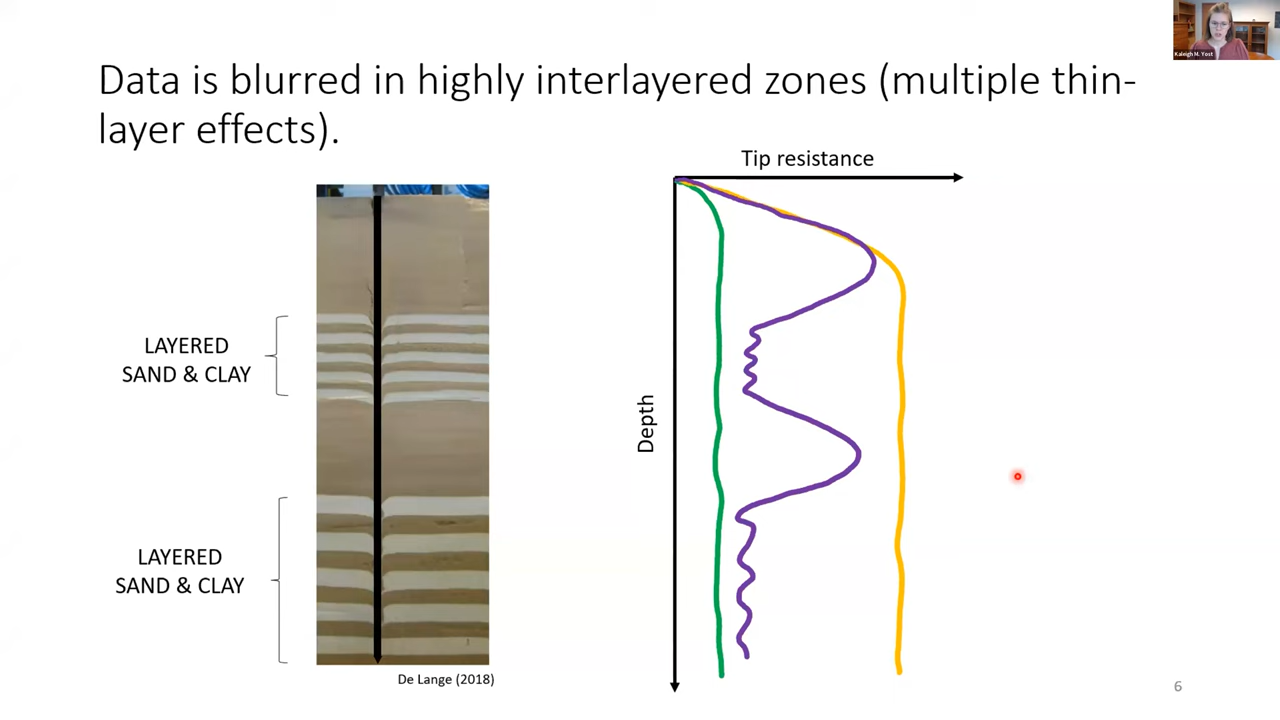 Kaleigh M. Yost
Data is blurred in highly interlayered zones (multiple thin-
layer effects).
Tip resistance
LAYERED
SAND & CLAY
Depth
LAYERED
SAND & CLAY
De Lange (2018)
6